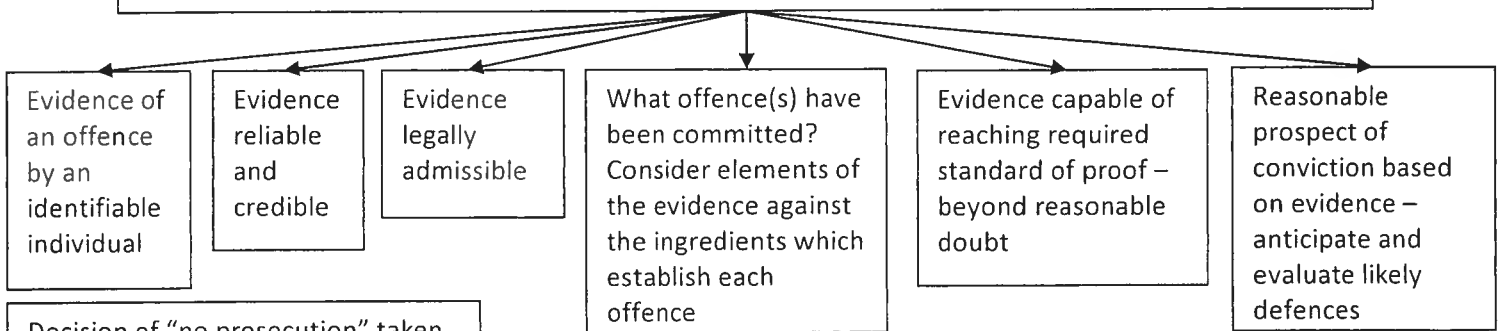 Evidence of
an offence
by an
identifiable
individual
Evidence
reliable
and
credible
Evidence
legally
admissible
What offence(s) have
been committed?
Consider elements of
the evidence against
the ingredients which
establish each
offence
Evidence capable of
reaching required
standard of proof –
beyond reasonable
doubt
Reasonable
prospect of
conviction based
on evidence –
anticipate and
evaluate likely
defences
Decision of “no prosecution” taken